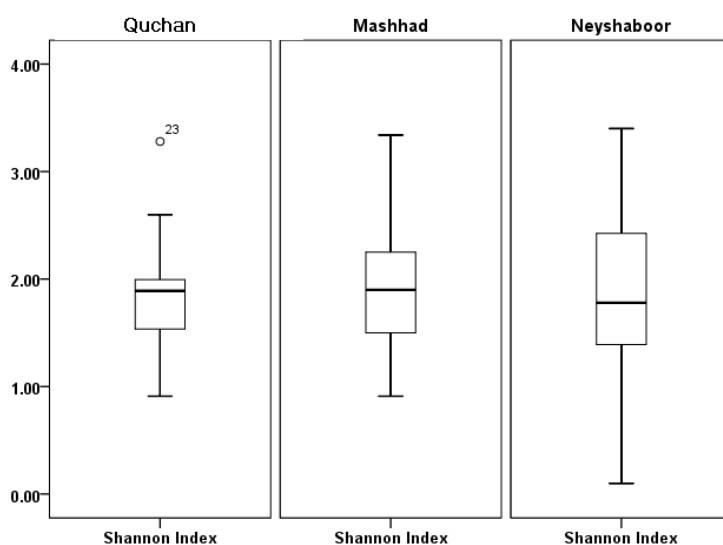 Quchan
Mashhad
Neyshaboor
4.00
3.00
2.00
1.00
0.00
23
Shannon Index
Shannon Index
Shannon Index